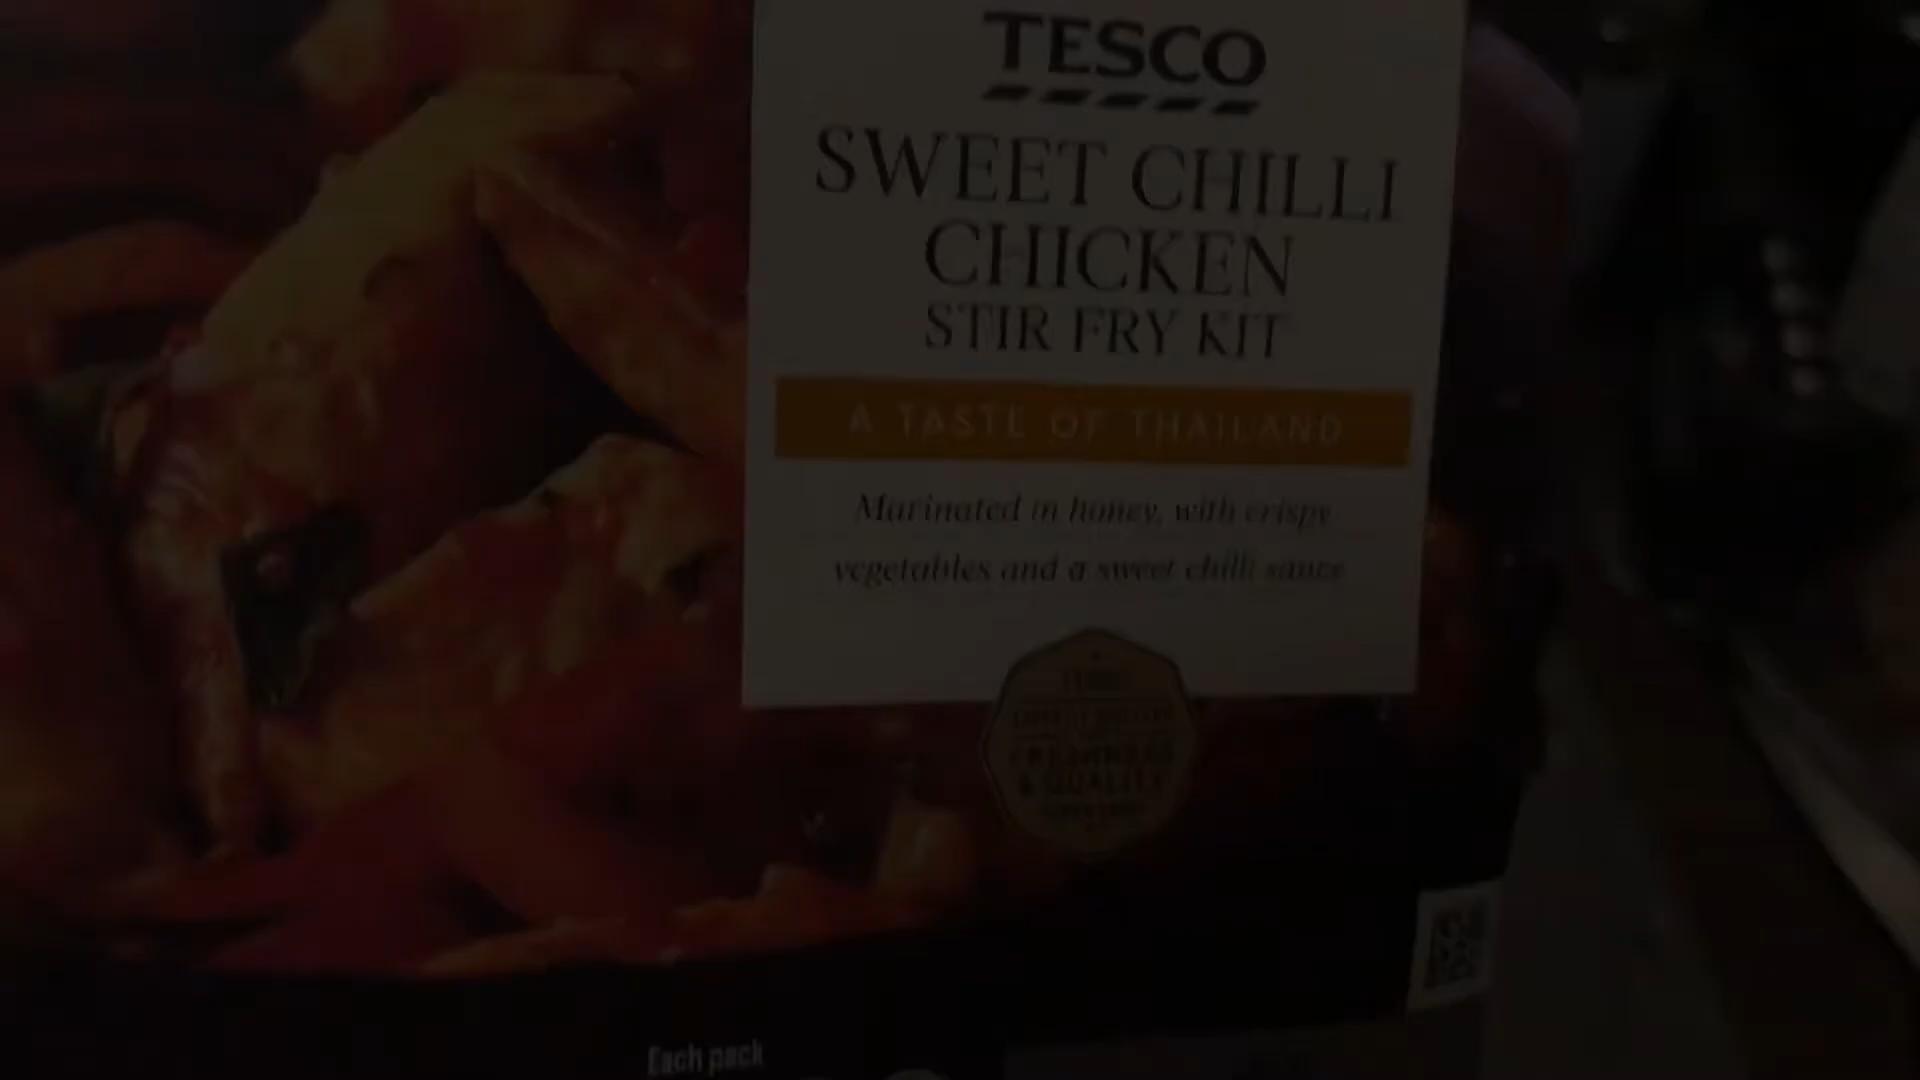 TESCO
SWEET CHILLI
CHICKEN
STIR FRY KIT
A TASTE OF THAILAND
Marinated in honey, with crispy
vegetables and a sweet chilli sauce
& QUALITY
Each pack